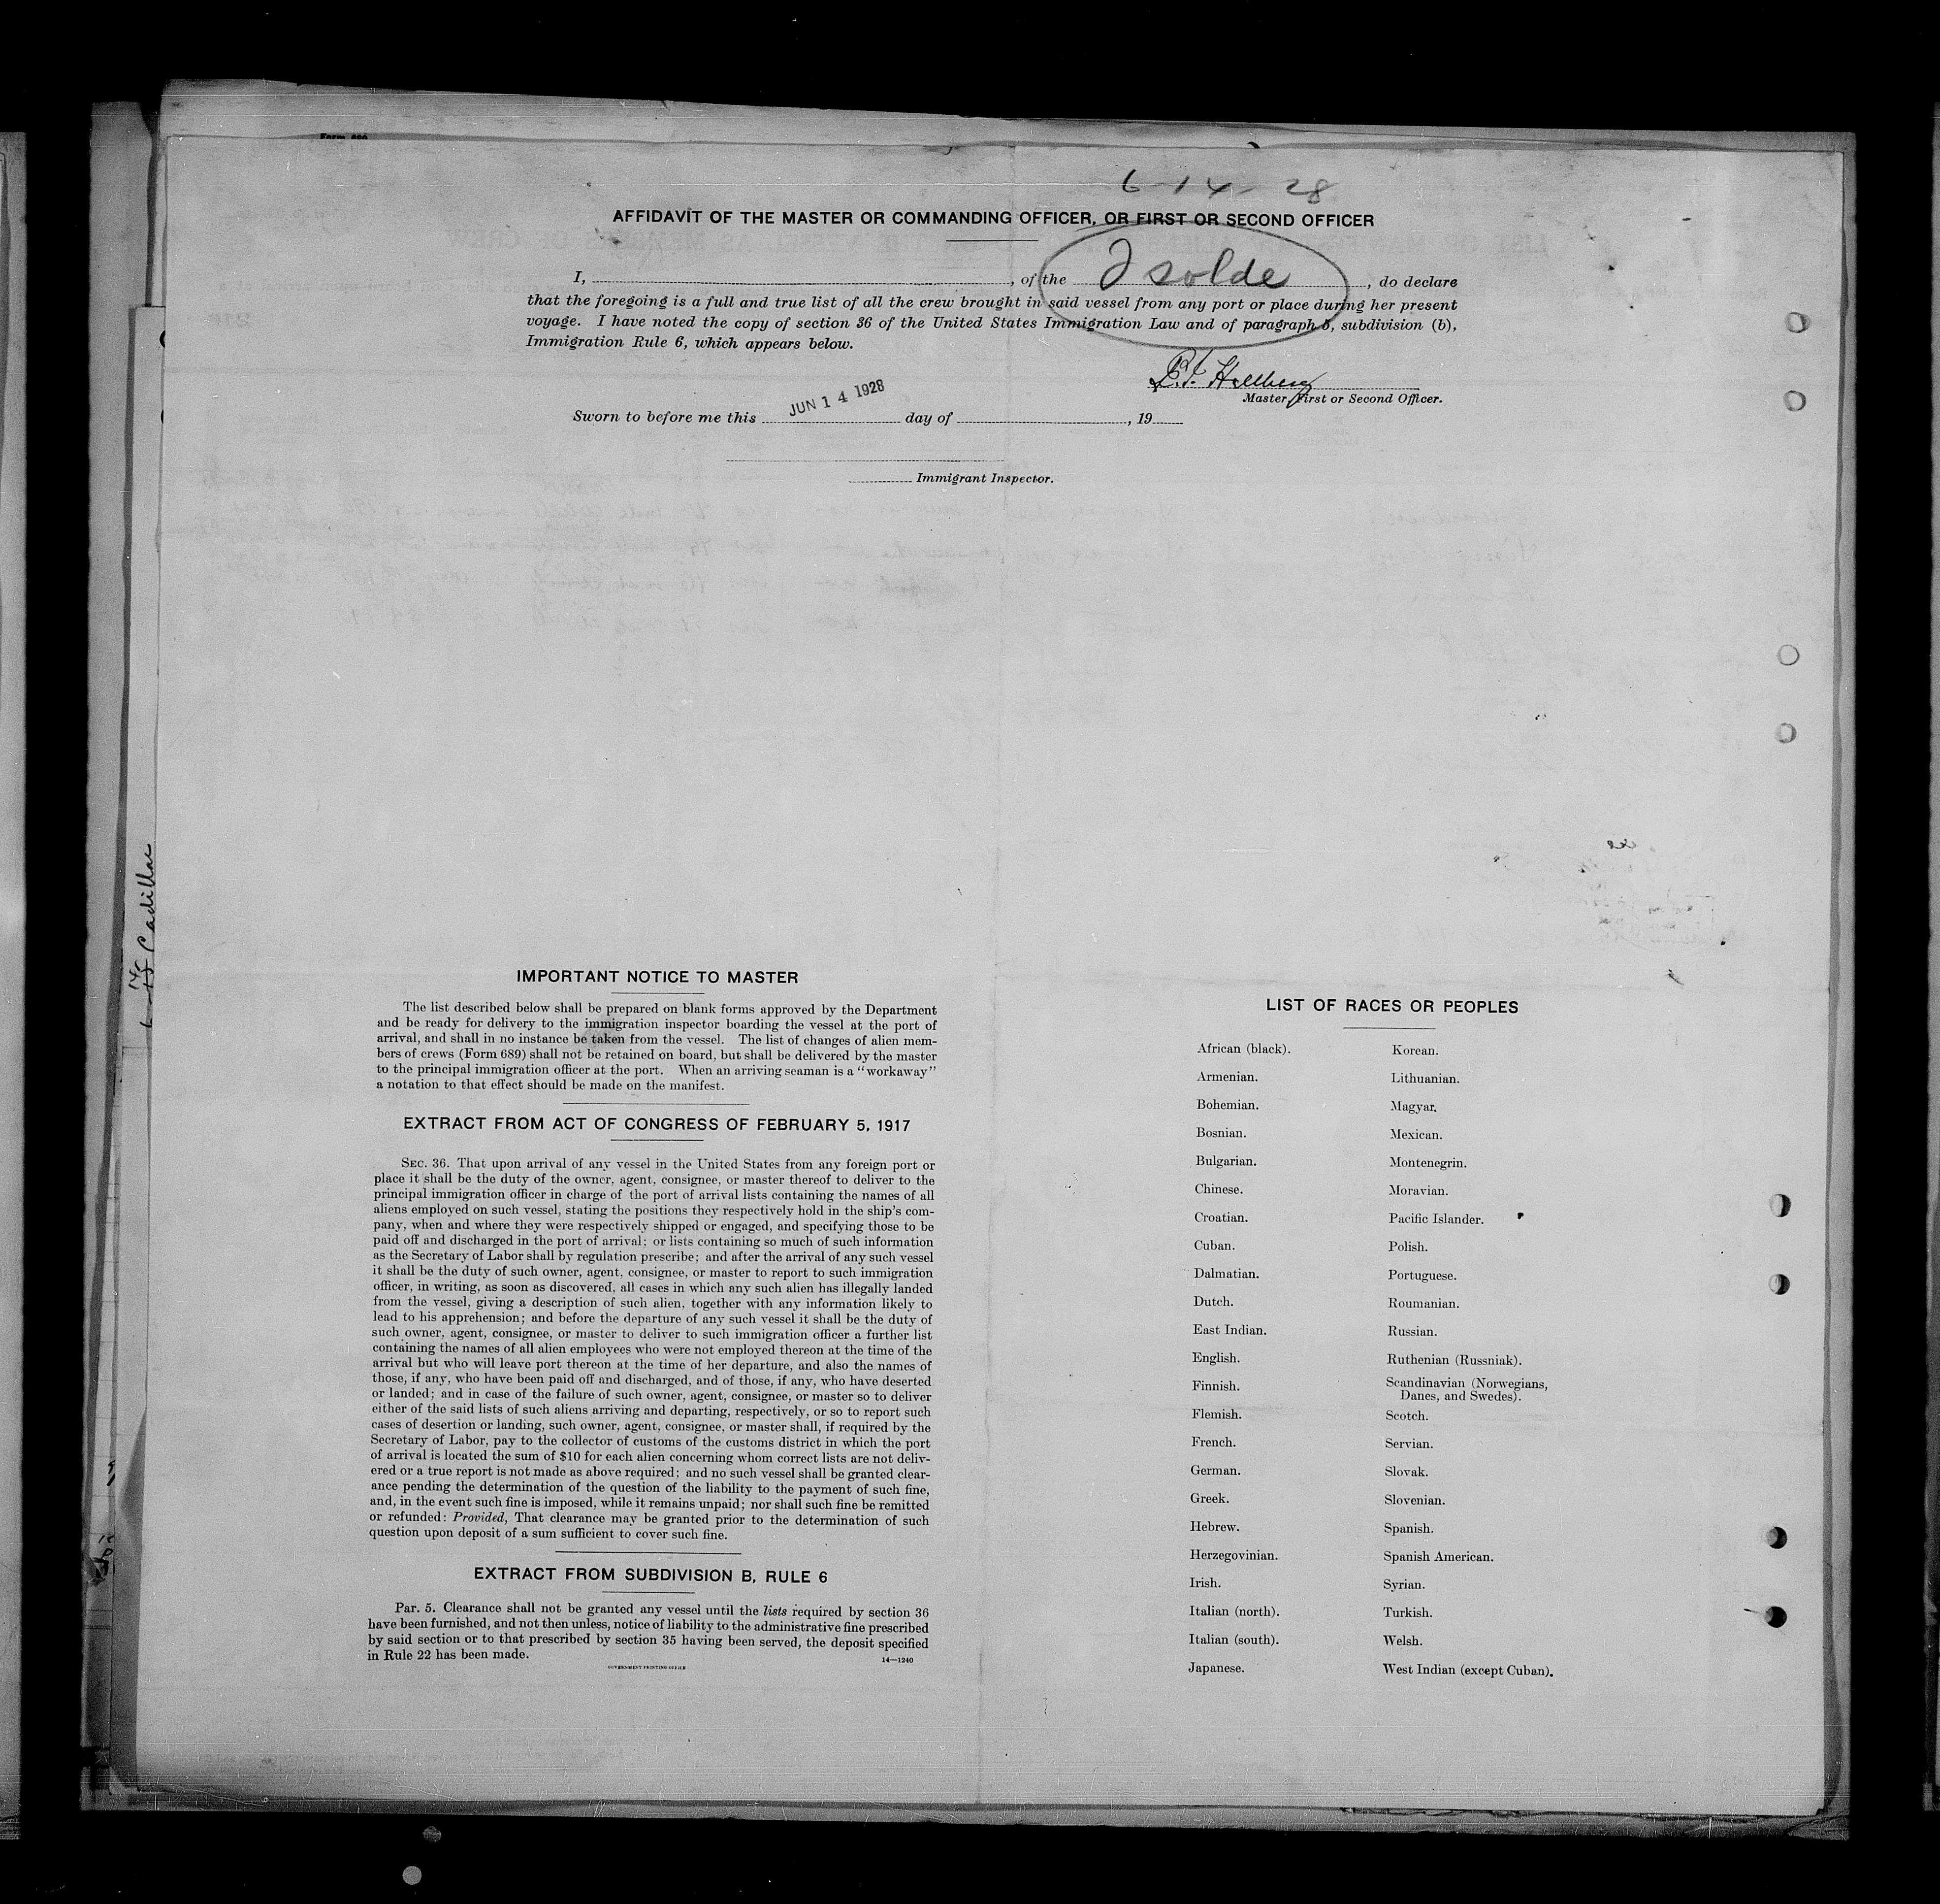 6-14-28
AFFIDAVIT OF THE MASTER OR COMMANDING OFFICER, OR FIRST OR SECOND OFFICER
I, , of the Isolde , do declare
that the foregoing is a full and true list of all the crew brought in said vessel from any port or place during her present
voyage. I have noted the copy of section 36 of the United States Immigration Law and of paragraph 5, subdivision (b),
Immigration Rule 6, which appears below.
Master, First or Second Officer.
Sworn to before me this JUN 14 1928 day of , 19
Immigrant Inspector.
Cadillac
IMPORTANT NOTICE TO MASTER
The list described below shall be prepared on blank forms approved by the Department
and be ready for delivery to the immigration inspector boarding the vessel at the port of
arrival, and shall in no instance be taken from the vessel. The list of changes of alien mem-
bers of crews (Form 689) shall not be retained on board, but shall be delivered by the master
to the principal immigration officer at the port. When an arriving seaman is a "workaway"
a notation to that effect should be made on the manifest.
EXTRACT FROM ACT OF CONGRESS OF FEBRUARY 5, 1917
SEC. 36. That upon arrival of any vessel in the United States from any foreign port or
place it shall be the duty of the owner, agent, consignee, or master thereof to deliver to the
principal immigration officer in charge of the port of arrival lists containing the names of all
aliens employed on such vessel, stating the positions they respectively hold in the ship's com-
pany, when and where they were respectively shipped or engaged, and specifying those to be
paid off and discharged in the port of arrival; or lists containing so much of such information
as the Secretary of Labor shall by regulation prescribe; and after the arrival of any such vessel
it shall be the duty of such owner, agent, consignee, or master to report to such immigration
officer, in writing, as soon as discovered, all cases in which any such alien has illegally landed
from the vessel, giving a description of such alien, together with any information likely to
lead to his apprehension; and before the departure of any such vessel it shall be the duty of
such owner, agent, consignee, or master to deliver to such immigration officer a further list
containing the names of all alien employees who were not employed thereon at the time of the
arrival but who will leave port thereon at the time of her departure, and also the names of
those, if any, who have been paid off and discharged, and of those, if any, who have deserted
or landed; and in case of the failure of such owner, agent, consignee, or master so to deliver
either of the said lists of such aliens arriving and departing, respectively, or so to report such
cases of desertion or landing, such owner, agent, consignee, or master shall, if required by the
Secretary of Labor, pay to the collector of customs of the customs district in which the port
of arrival is located the sum of $10 for each alien concerning whom correct lists are not deliv-
ered or a true report is not made as above required; and no such vessel shall be granted clear-
ance pending the determination of the question of the liability to the payment of such fine,
and, in the event such fine is imposed, while it remains unpaid; nor shall such fine be remitted
or refunded: Provided, That clearance may be granted prior to the determination of such
question upon deposit of a sum sufficient to cover such fine.
EXTRACT FROM SUBDIVISION B, RULE 6
Par. 5. Clearance shall not be granted any vessel until the lists required by section 36
have been furnished, and not then unless, notice of liability to the administrative fine prescribed
by said section or to that prescribed by section 35 having been served, the deposit specified
in Rule 22 has been made.
14—1240
GOVERNMENT PRINTING OFFICE
LIST OF RACES OR PEOPLES
African (black).
Armenian.
Bohemian.
Bosnian.
Bulgarian.
Chinese.
Croatian.
Cuban.
Dalmatian.
Dutch.
East Indian.
English.
Finnish.
Flemish.
French.
German.
Greek.
Hebrew.
Herzegovinian.
Irish.
Italian (north).
Italian (south).
Japanese.
Korean.
Lithuanian.
Magyar.
Mexican.
Montenegrin.
Moravian.
Pacific Islander.
Polish.
Portuguese.
Roumanian.
Russian.
Ruthenian (Russniak).
Scandinavian (Norwegians,
Danes, and Swedes).
Scotch.
Servian.
Slovak.
Slovenian.
Spanish.
Spanish American.
Syrian.
Turkish.
Welsh.
West Indian (except Cuban).